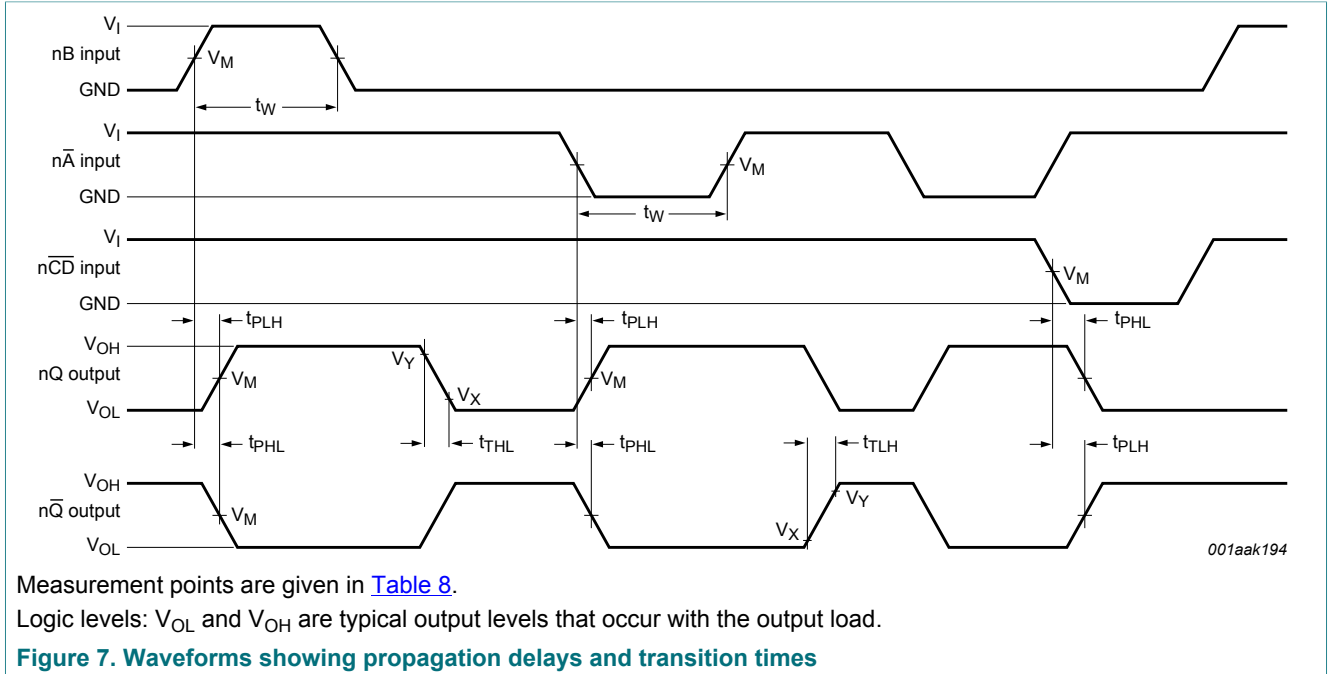 VI
nB input
VM
GND
tW
VI
nA̅ input
VM
GND
tW
VI
nC̅D̅ input
VM
GND
tPLH
tPLH
tPHL
VOH
nQ output
VM
VY
VX
VM
VOL
tPHL
tTHL
tPHL
tTLH
tPLH
VOH
nQ̅ output
VM
VY
VX
VOL
001aak194
Measurement points are given in Table 8.
Logic levels: VOL and VOH are typical output levels that occur with the output load.
Figure 7. Waveforms showing propagation delays and transition times